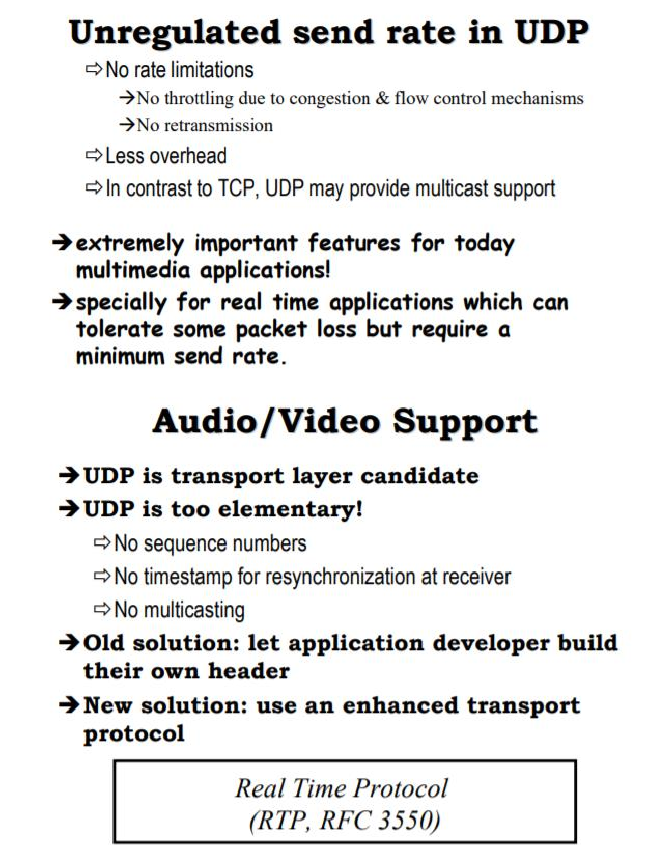 Unregulated send rate in UDP
⇨No rate limitations
→No throttling due to congestion & flow control mechanisms
→No retransmission
⇨Less overhead
⇨In contrast to TCP, UDP may provide multicast support
→extremely important features for today
multimedia applications!
→specially for real time applications which can
tolerate some packet loss but require a
minimum send rate.
Audio/Video Support
→UDP is transport layer candidate
→UDP is too elementary!
⇨No sequence numbers
⇨No timestamp for resynchronization at receiver
⇨No multicasting
→Old solution: let application developer build
their own header
→New solution: use an enhanced transport
protocol
Real Time Protocol
(RTP, RFC 3550)